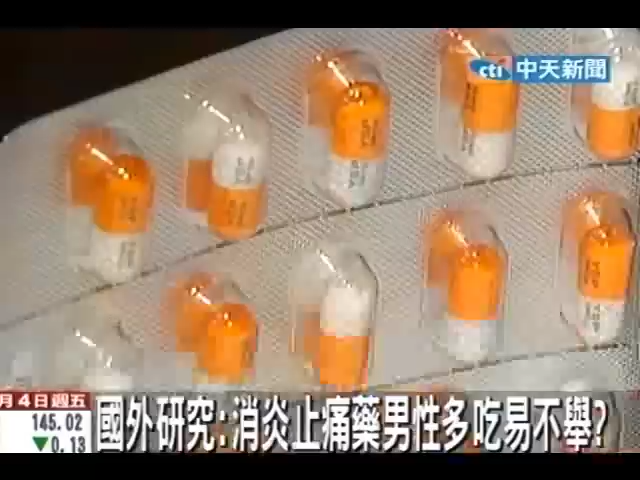 cti 中天新聞
月4日週五
145.02
▼0.13
國外研究:消炎止痛藥男性多吃易不舉?